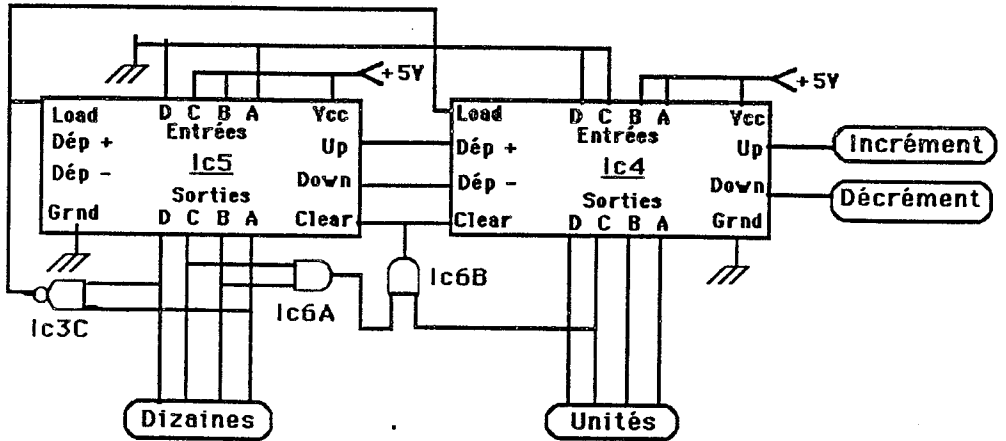 +5V
+5V
Load
D C B A
Vcc
Entrées
Dép +
Up
Ic5
Dép -
Down
Sorties
Grnd
D C B A
Clear
Load
D C B A
Vcc
Entrées
Dép +
Up
Ic4
Dép -
Down
Sorties
Clear
D C B A
Grnd
Incrément
Décrément
Ic3C
Ic6A
Ic6B
Dizaines
Unités